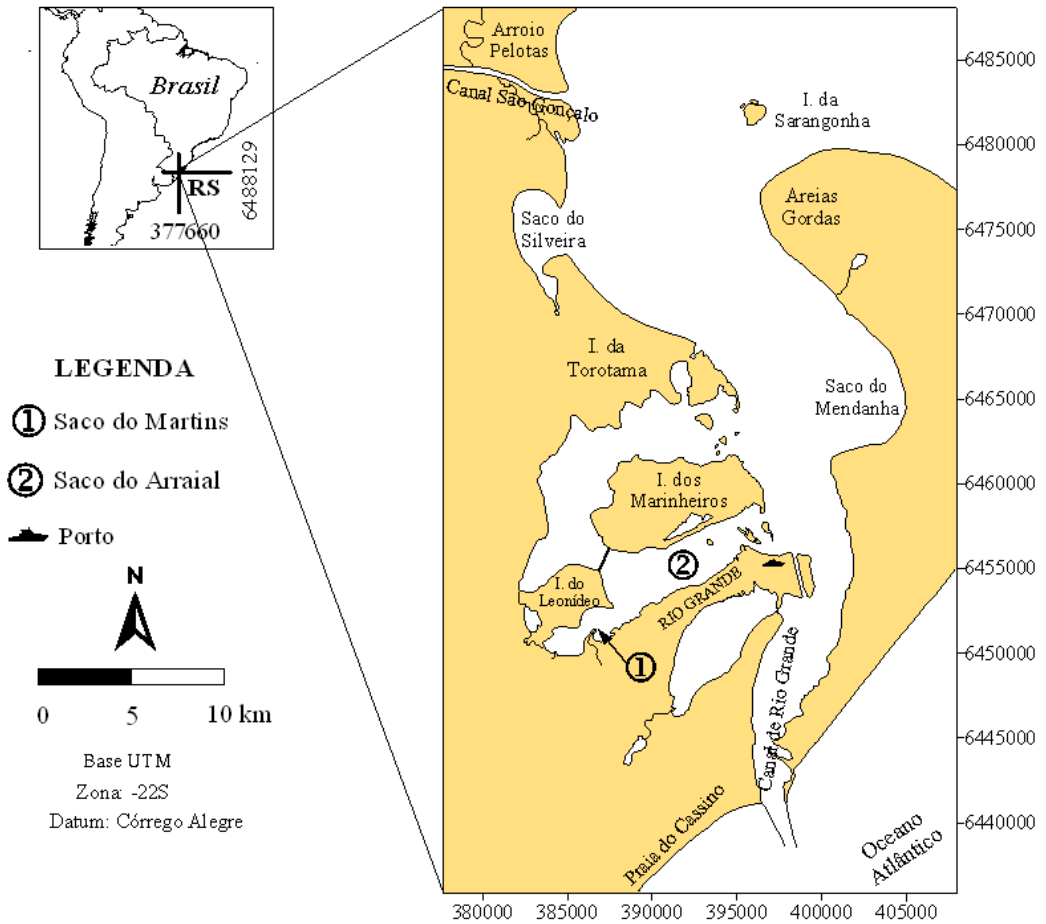 Brasil
RS
6488129
377660
LEGENDA
1 Saco do Martins
2 Saco do Arraial
Porto
N
0 5 10 km
Base UTM
Zona: -22S
Datum: Córrego Alegre
Arroio
Pelotas
Canal São Gonçalo
I. da
Sarangonha
Areias
Gordas
Saco do
Silveira
I. da
Torotama
Saco do
Mendanha
I. dos
Marinheiros
2
I. do
Leonídeo
RIO GRANDE
1
Canal de Rio Grande
Praia do Cassino
Oceano
Atlântico
6485000
6480000
6475000
6470000
6465000
6460000
6455000
6450000
6445000
6440000
380000 385000 390000 395000 400000 405000